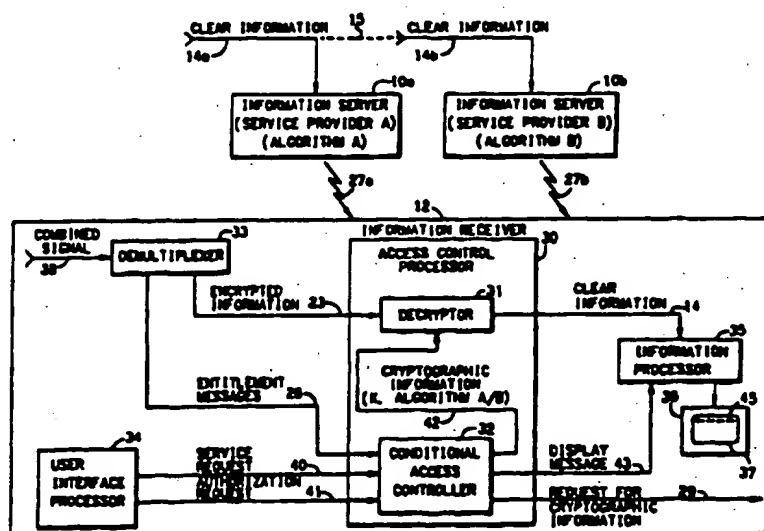 CLEAR INFORMATION
15
CLEAR INFORMATION
14a
14b
10a
10b
INFORMATION SERVER
(SERVICE PROVIDER A)
(ALGORITHM A)
INFORMATION SERVER
(SERVICE PROVIDER B)
(ALGORITHM B)
27a
27b
12
COMBINED
SIGNAL
33
INFORMATION RECEIVER
30
DEMULTIPLEXER
ACCESS CONTROL
PROCESSOR
ENCRYPTED
INFORMATION
23
31
DECRYPTOR
CLEAR
INFORMATION
14
35
INFORMATION
PROCESSOR
ENTITLEMENT
MESSAGES
CRYPTOGRAPHIC
INFORMATION
(K, ALGORITHM A/B)
42
45
37
34
USER
INTERFACE
PROCESSOR
SERVICE
REQUEST
40
AUTHORIZATION
REQUEST
41
32
CONDITIONAL
ACCESS
CONTROLLER
DISPLAY
MESSAGE
43
REQUEST FOR
CRYPTOGRAPHIC
INFORMATION
29